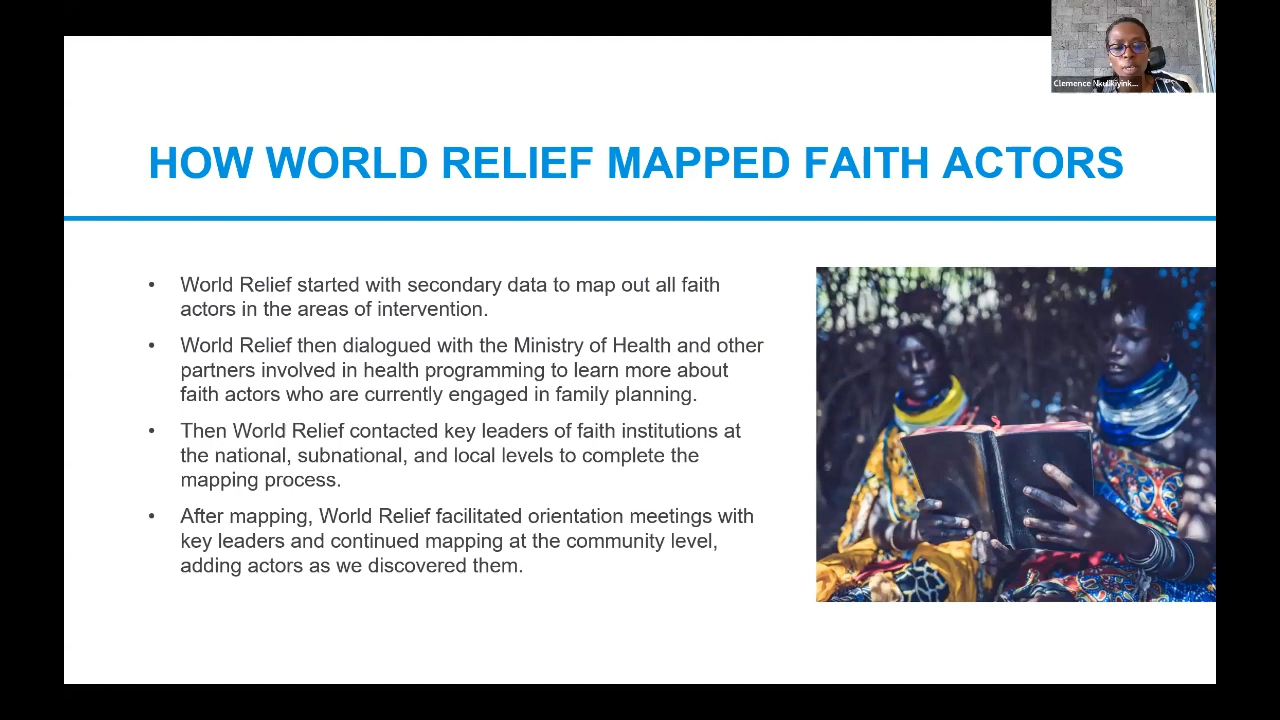 Clemence
HOW WORLD RELIEF MAPPED FAITH ACTORS
• World Relief started with secondary data to map out all faith
actors in the areas of intervention.
• World Relief then dialogued with the Ministry of Health and other
partners involved in health programming to learn more about
faith actors who are currently engaged in family planning.
• Then World Relief contacted key leaders of faith institutions at
the national, subnational, and local levels to complete the
mapping process.
• After mapping, World Relief facilitated orientation meetings with
key leaders and continued mapping at the community level,
adding actors as we discovered them.